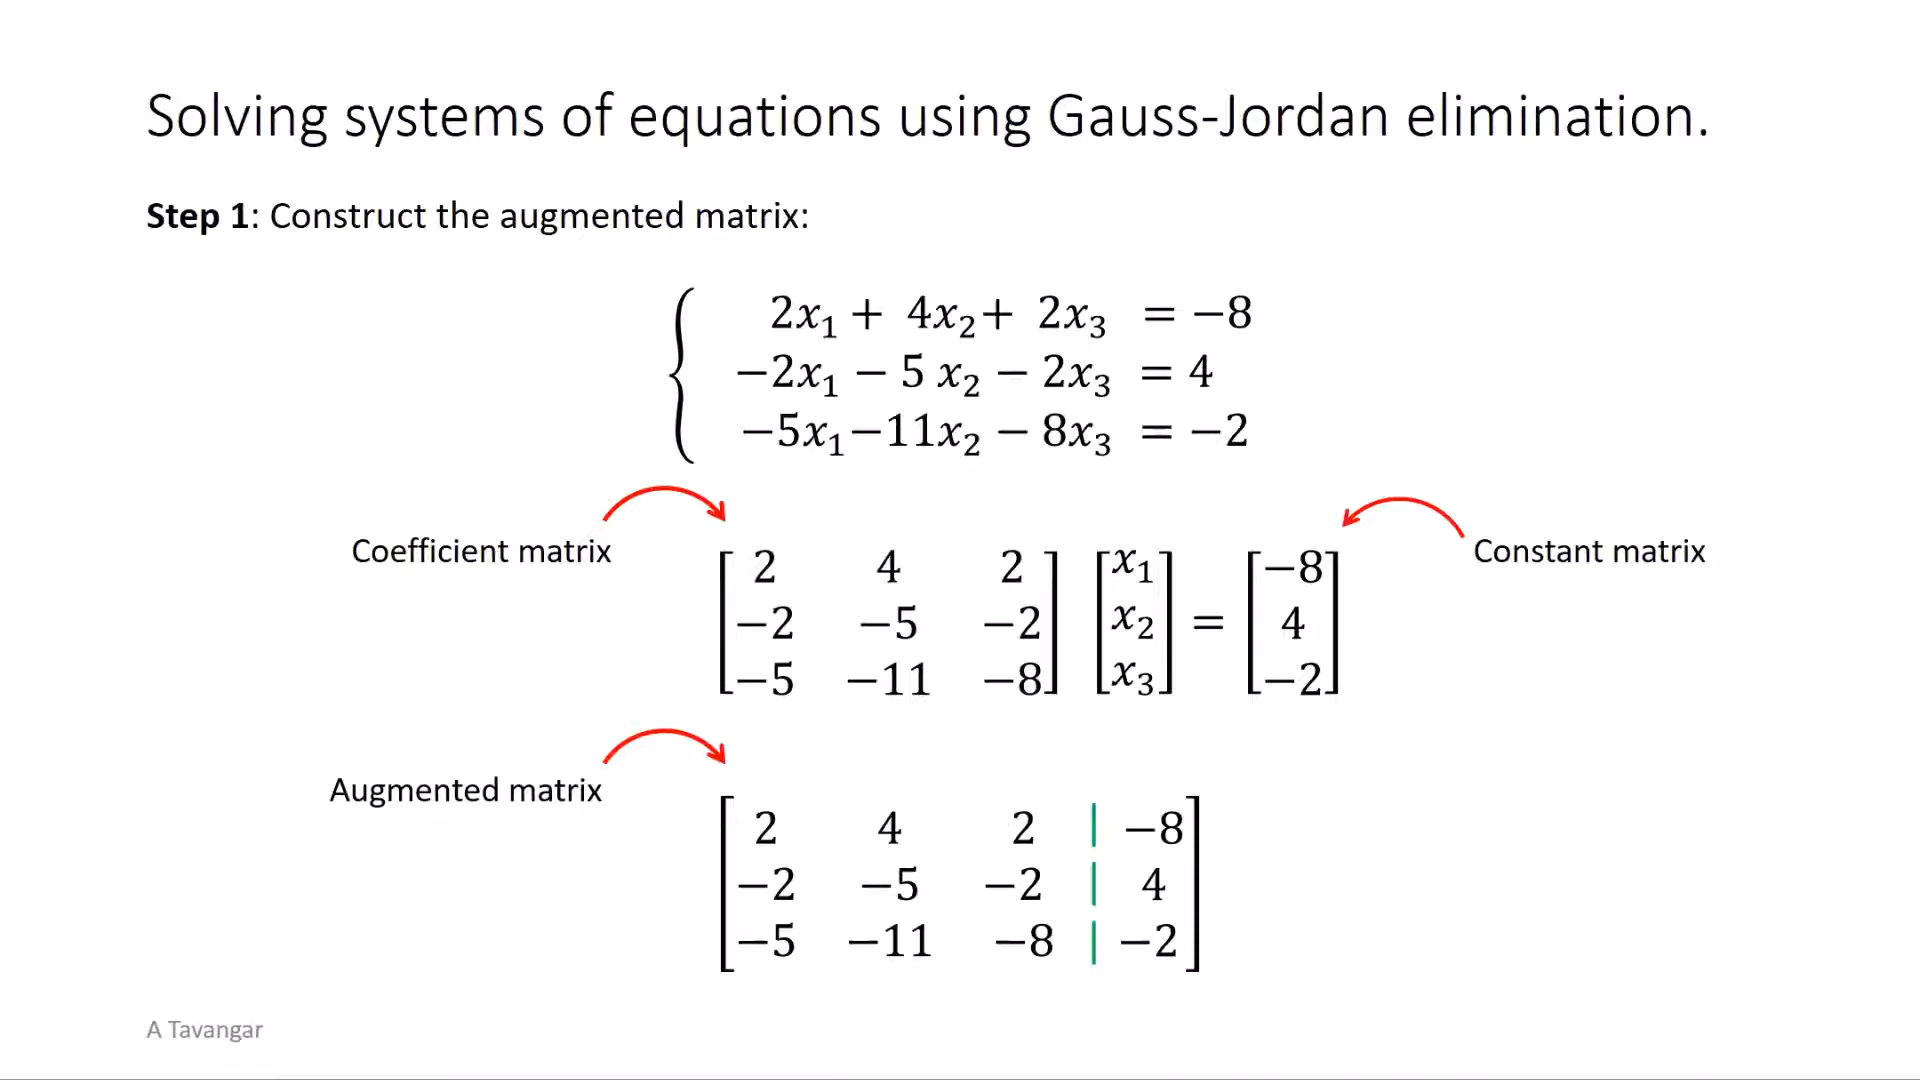 Solving systems of equations using Gauss-Jordan elimination.
Step 1: Construct the augmented matrix:
2x₁ + 4x₂ + 2x₃ = −8
−2x₁ − 5 x₂ − 2x₃ = 4
−5x₁ −11x₂ − 8x₃ = −2
Coefficient matrix
Constant matrix
[2 4 2] [x₁] [−8]
[−2 −5 −2] [x₂] = [4]
[−5 −11 −8] [x₃] [−2]
Augmented matrix
[2 4 2 | −8]
[−2 −5 −2 | 4]
[−5 −11 −8 | −2]
A Tavangar